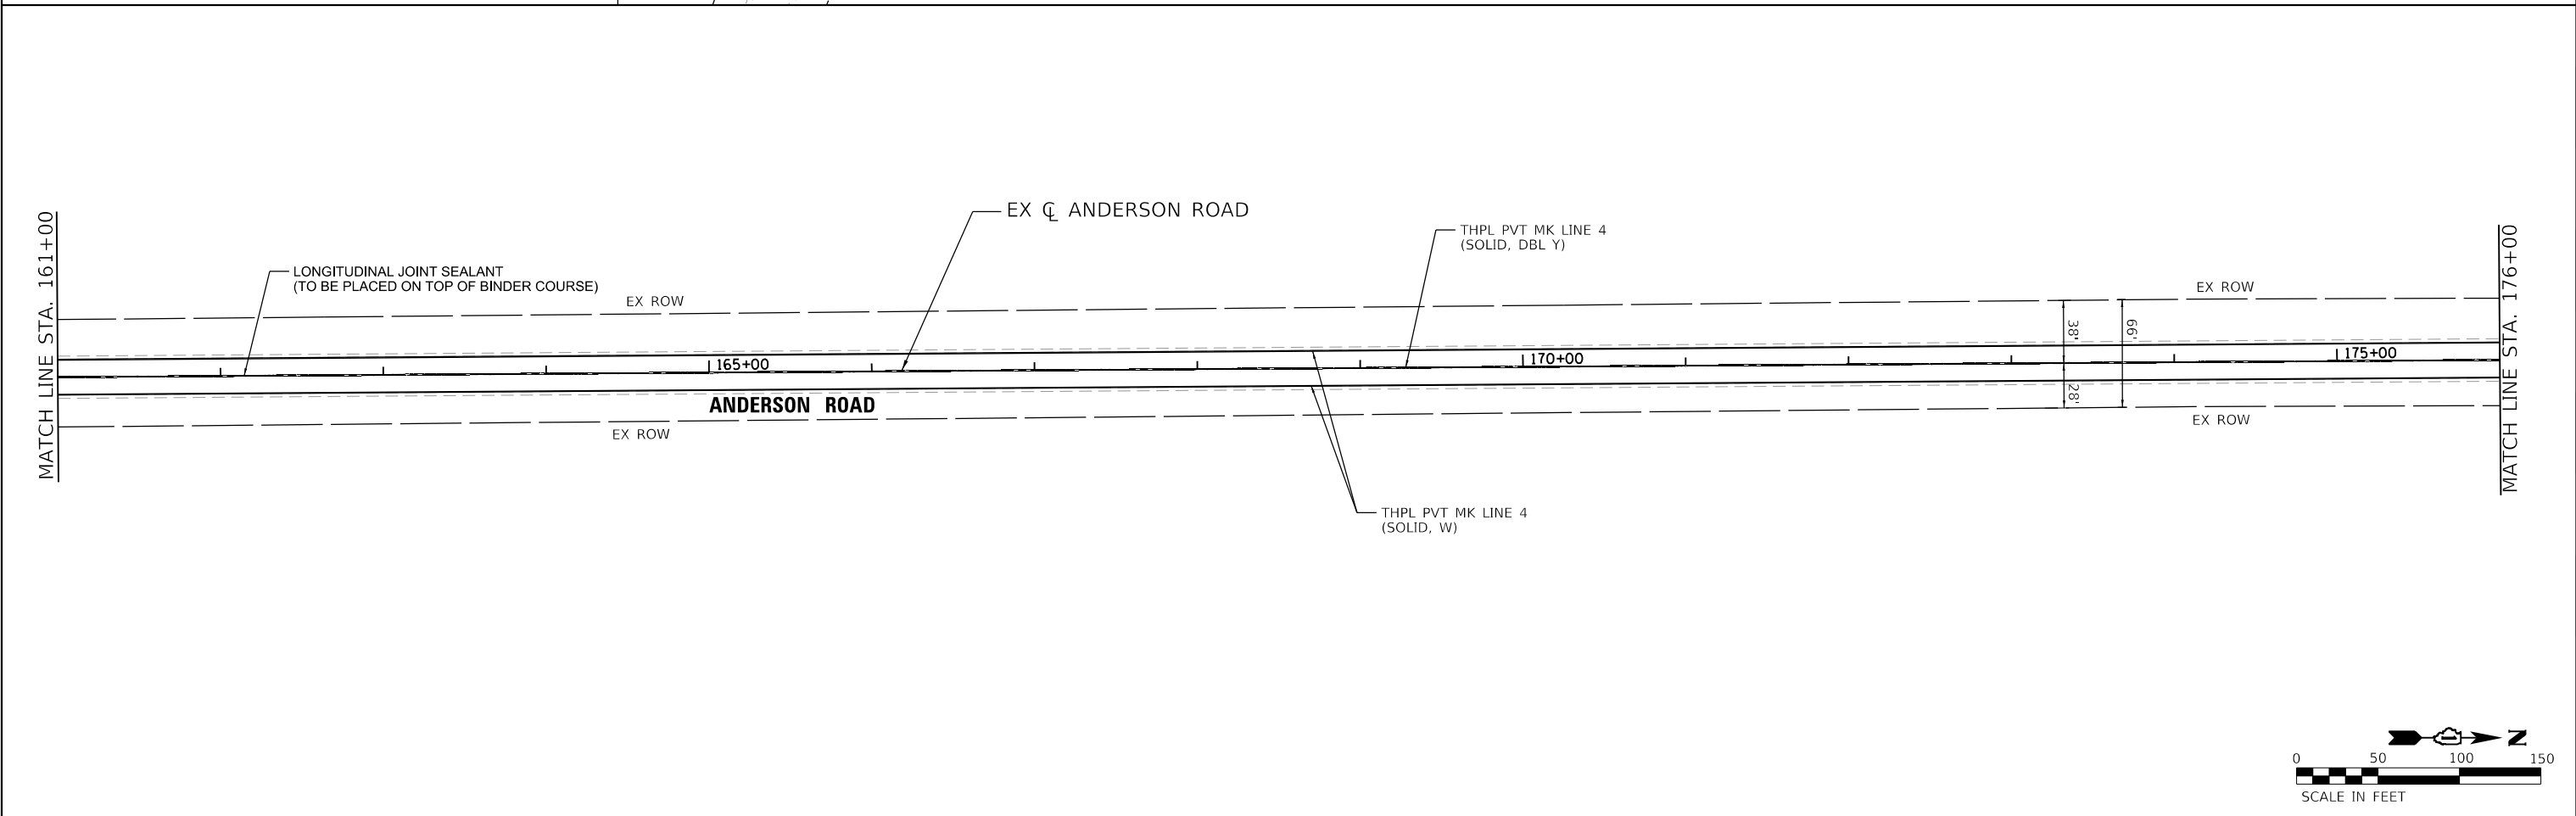 EX ℄ ANDERSON ROAD
THPL PVT MK LINE 4
(SOLID, DBL Y)
MATCH LINE STA. 161+00
LONGITUDINAL JOINT SEALANT
(TO BE PLACED ON TOP OF BINDER COURSE)
EX ROW
EX ROW
MATCH LINE STA. 176+00
38'
66'
165+00
170+00
175+00
28'
ANDERSON ROAD
EX ROW
EX ROW
THPL PVT MK LINE 4
(SOLID, W)
N
0 50 100 150
SCALE IN FEET